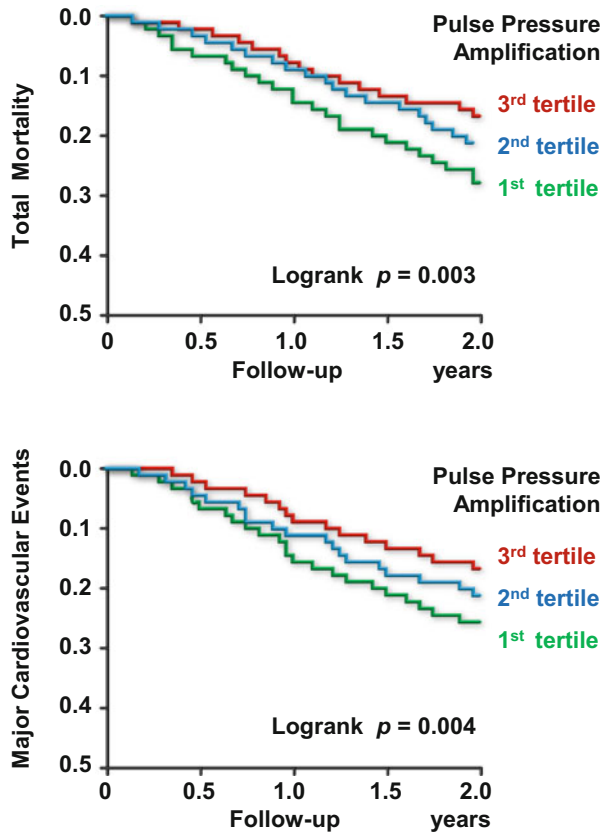 Pulse Pressure
Amplification
0.0
0.1
0.2
0.3
0.4
0.5
Total Mortality
3rd tertile
2nd tertile
1st tertile
Logrank p = 0.003
0 0.5 1.0 1.5 2.0
Follow-up years
Pulse Pressure
Amplification
0.0
0.1
0.2
0.3
0.4
0.5
Major Cardiovascular Events
3rd tertile
2nd tertile
1st tertile
Logrank p = 0.004
0 0.5 1.0 1.5 2.0
Follow-up years